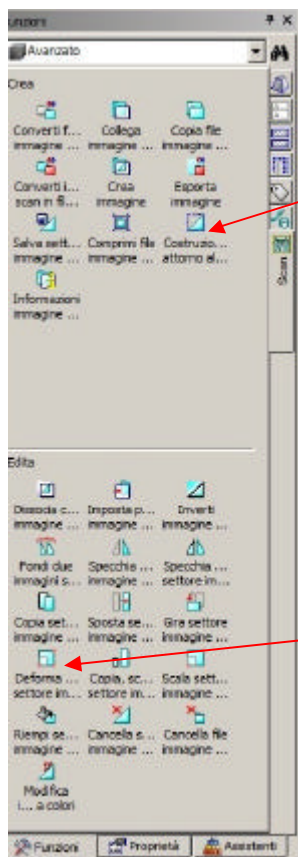 Funzioni
Avanzato
Crea
Converti f... Collega Copia file
immagine ... immagine ... immagine ...
Converti i... Crea Esporta
scan in fi... immagine immagine
Salva sett... Comprimi file Costruzio...
immagine ... immagine ... attorno al...
Informazioni
immagine ...
Scan
Edita
Dissocia c... Imposta p... Inverti
immagine ... immagine ... immagine ...
Fondi due Specchia ... Specchia ...
immagini s... immagine ... settore im...
Copia set... Sposta se... Gira settore
immagine ... immagine ... immagine ...
Deforma ... Copia, sc... Scala sett...
settore im... settore im... immagine ...
Riempi se... Cancella s... Cancella file
immagine ... immagine ... immagine ...
Modifica
i... a colori
Funzioni Proprietà Assistenti